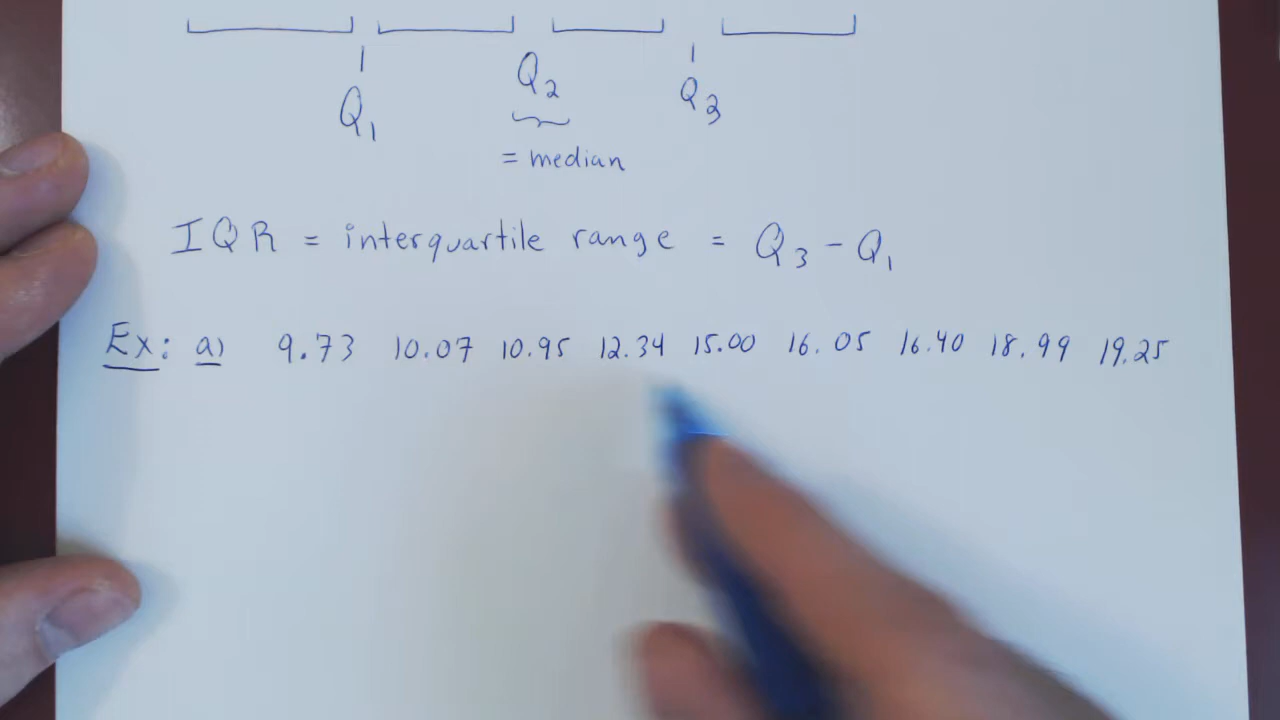 Q₁ Q₂ Q₃
= median
IQR = interquartile range = Q₃ - Q₁
Ex: a) 9.73 10.07 10.95 12.34 15.00 16.05 16.40 18.99 19.25